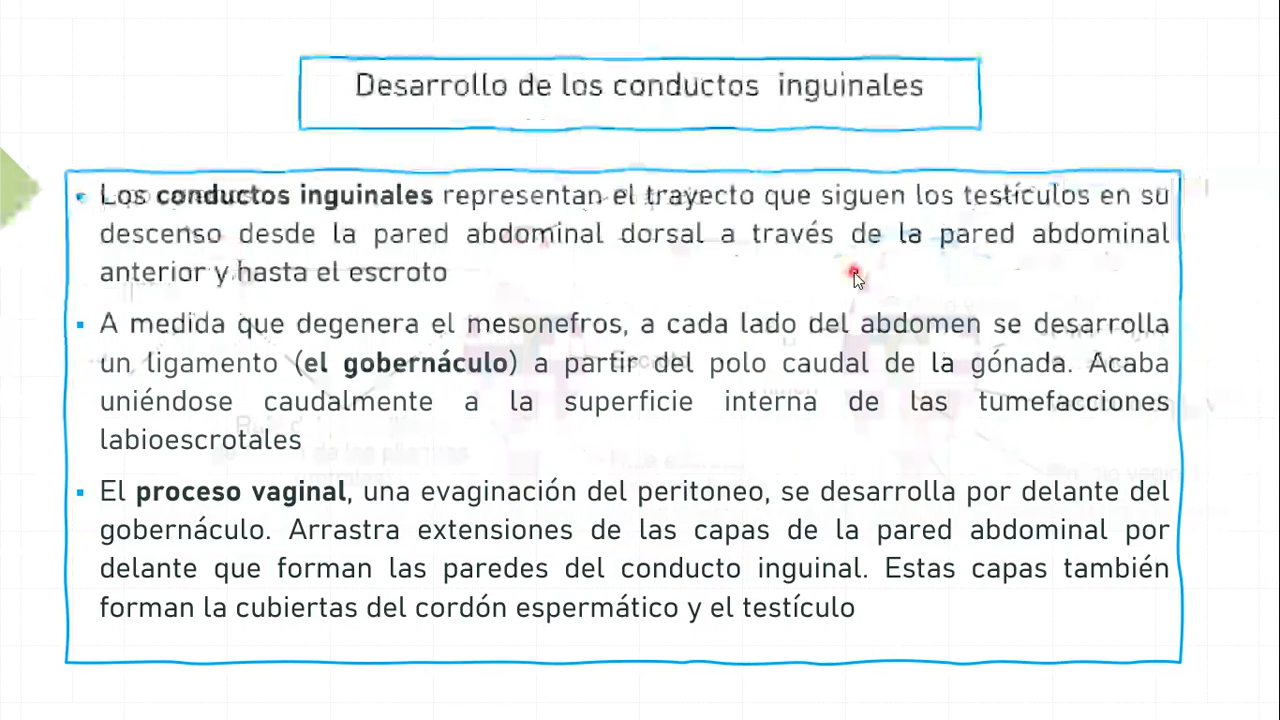 Desarrollo de los conductos inguinales
▪ Los conductos inguinales representan el trayecto que siguen los testículos en su
descenso desde la pared abdominal dorsal a través de la pared abdominal
anterior y hasta el escroto
▪ A medida que degenera el mesonefros, a cada lado del abdomen se desarrolla
un ligamento (el gobernáculo) a partir del polo caudal de la gónada. Acaba
uniéndose caudalmente a la superficie interna de las tumefacciones
labioescrotales
▪ El proceso vaginal, una evaginación del peritoneo, se desarrolla por delante del
gobernáculo. Arrastra extensiones de las capas de la pared abdominal por
delante que forman las paredes del conducto inguinal. Estas capas también
forman la cubiertas del cordón espermático y el testículo